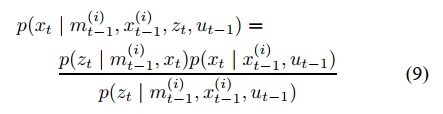 p(x_t | m_{t-1}^{(i)}, x_{t-1}^{(i)}, z_t, u_{t-1}) =
\frac{p(z_t | m_{t-1}^{(i)}, x_t)p(x_t | x_{t-1}^{(i)}, u_{t-1})}{p(z_t | m_{t-1}^{(i)}, x_{t-1}^{(i)}, u_{t-1})} (9)